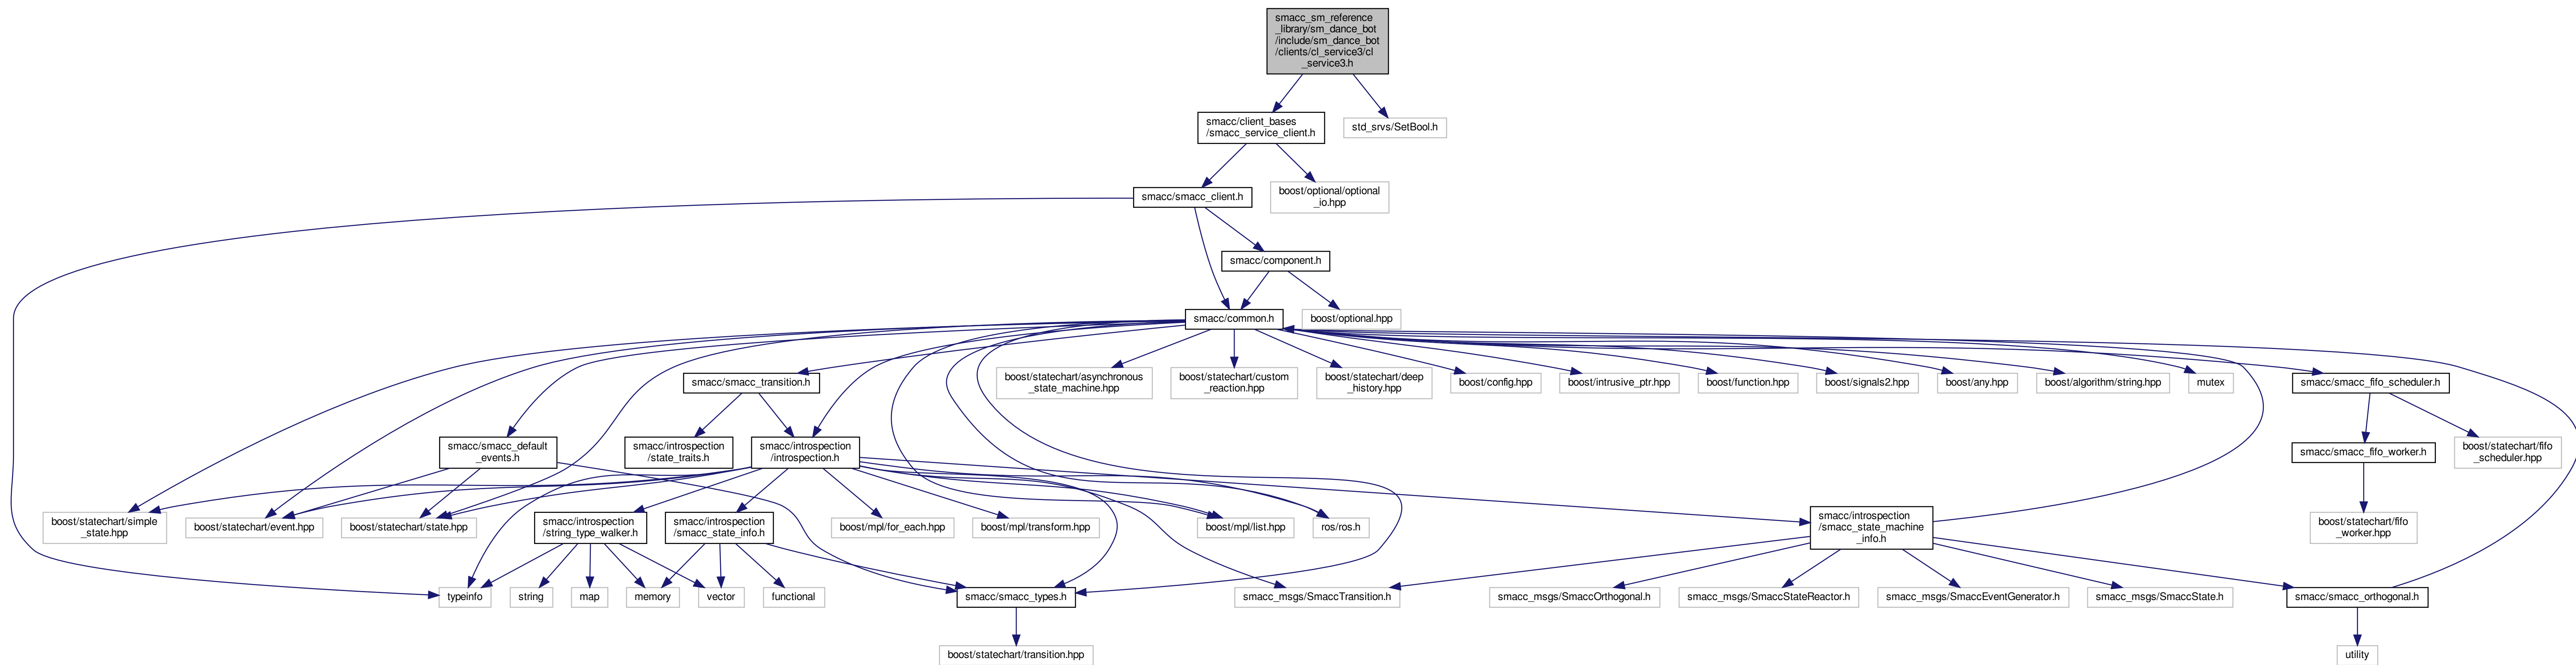 smacc_sm_reference
_library/sm_dance_bot
/include/sm_dance_bot
/clients/cl_service3/cl
_service3.h
smacc/client_bases
/smacc_service_client.h
std_srvs/SetBool.h
smacc/smacc_client.h
boost/optional/optional
_io.hpp
smacc/component.h
smacc/common.h
boost/optional.hpp
smacc/smacc_transition.h
boost/statechart/asynchronous
_state_machine.hpp
boost/statechart/custom
_reaction.hpp
boost/statechart/deep
_history.hpp
boost/config.hpp
boost/intrusive_ptr.hpp
boost/function.hpp
boost/signals2.hpp
boost/any.hpp
boost/algorithm/string.hpp
mutex
smacc/smacc_fifo_scheduler.h
smacc/smacc_default
_events.h
smacc/introspection
/state_traits.h
smacc/introspection
/introspection.h
smacc/smacc_fifo_worker.h
boost/statechart/fifo
_scheduler.hpp
boost/statechart/simple
_state.hpp
boost/statechart/event.hpp
boost/statechart/state.hpp
smacc/introspection
/string_type_walker.h
smacc/introspection
/smacc_state_info.h
boost/mpl/for_each.hpp
boost/mpl/transform.hpp
boost/mpl/list.hpp
ros/ros.h
smacc/introspection
/smacc_state_machine
_info.h
boost/statechart/fifo
_worker.hpp
typeinfo
string
map
memory
vector
functional
smacc/smacc_types.h
smacc_msgs/SmaccTransition.h
smacc_msgs/SmaccOrthogonal.h
smacc_msgs/SmaccStateReactor.h
smacc_msgs/SmaccEventGenerator.h
smacc_msgs/SmaccState.h
smacc/smacc_orthogonal.h
boost/statechart/transition.hpp
utility